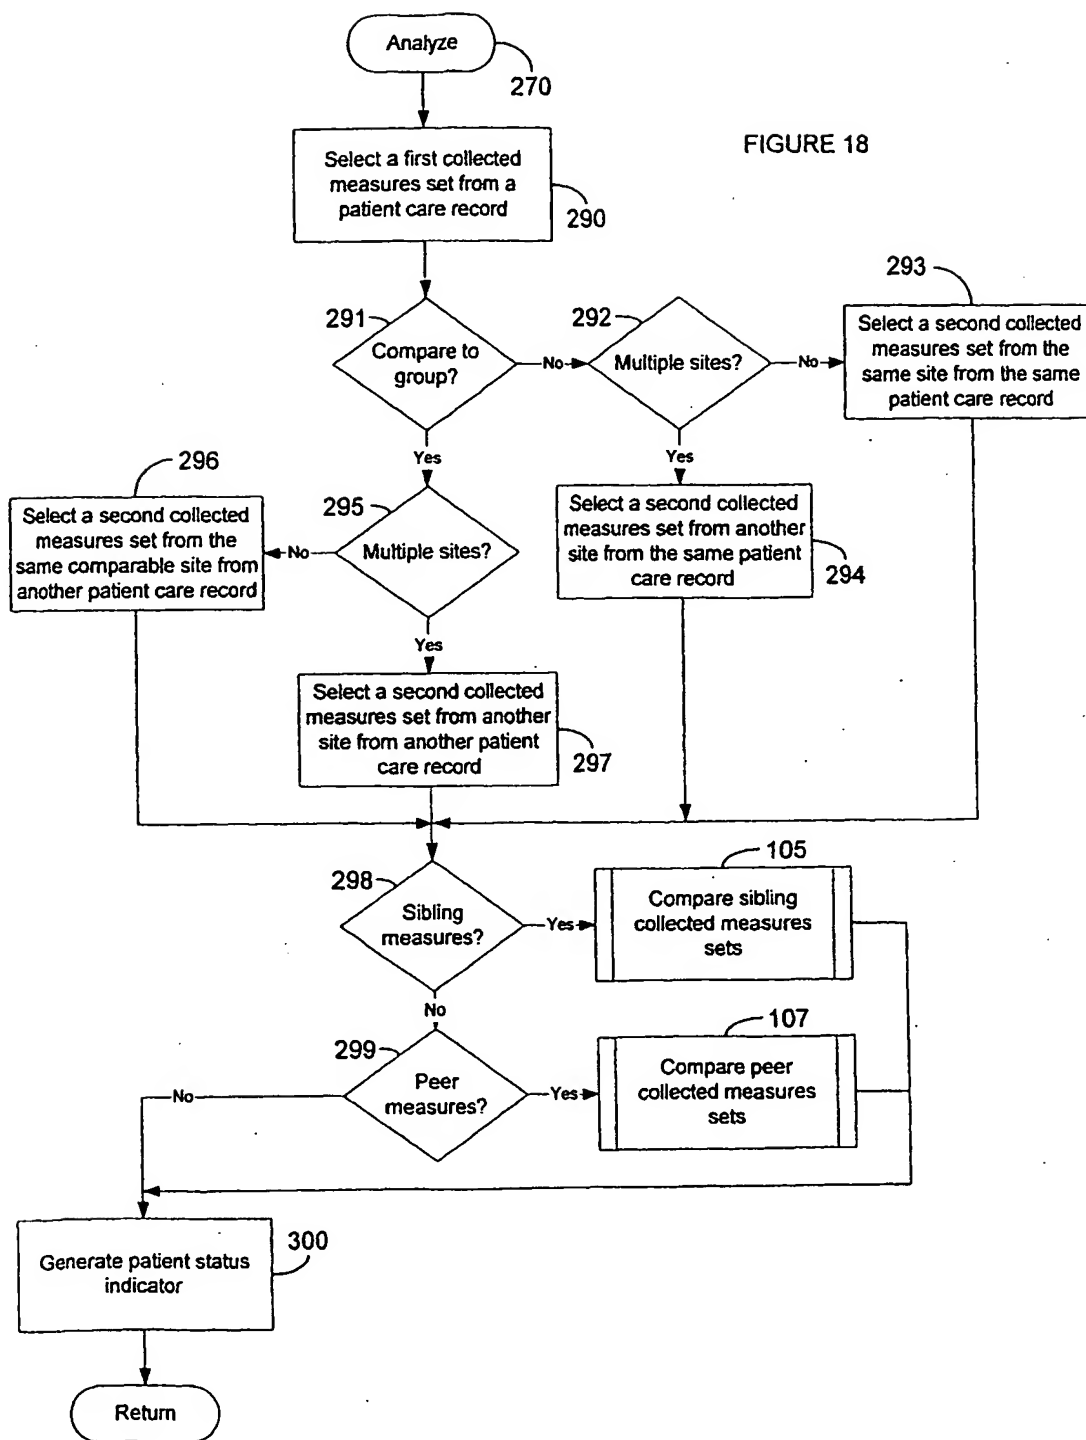 Analyze
270
FIGURE 18
Select a first collected
measures set from a
patient care record
290
293
291
Compare to
group?
No
292
Multiple sites?
No
Select a second collected
measures set from the
same site from the same
patient care record
Yes
Yes
296
Select a second collected
measures set from the
same comparable site from
another patient care record
No
295
Multiple sites?
Select a second collected
measures set from another
site from the same patient
care record
294
Yes
Select a second collected
measures set from another
site from another patient
care record
297
298
Sibling
measures?
Yes
105
Compare sibling
collected measures
sets
No
299
Peer
measures?
No
Yes
107
Compare peer
collected measures
sets
Generate patient status
indicator
300
Return